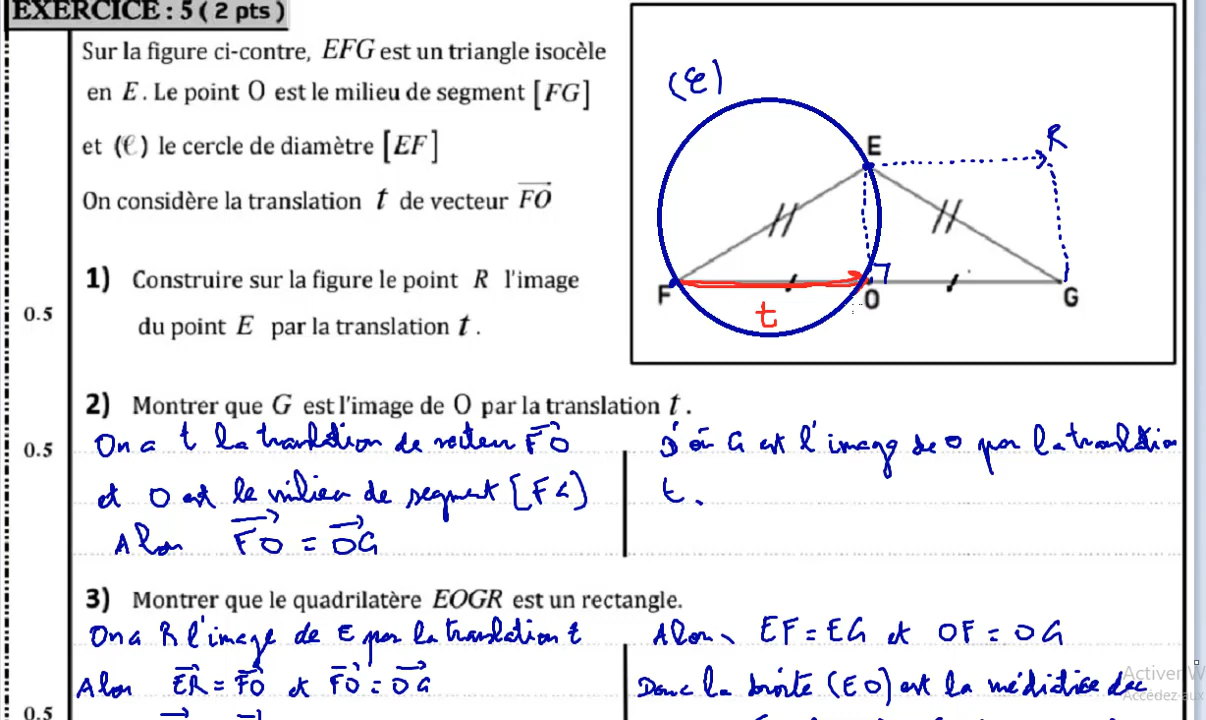 EXERCICE : 5 ( 2 pts )
Sur la figure ci-contre, EFG est un triangle isocèle
en E. Le point O est le milieu de segment [FG]
et (ℓ) le cercle de diamètre [EF]
On considère la translation t de vecteur FO
1) Construire sur la figure le point R l'image
0.5
du point E par la translation t.
(ℓ)
E
R
F
O
G
t
2) Montrer que G est l'image de O par la translation t.
0.5
On a t la translation de vecteur FO
et O est le milieu de segment [FG]
Alors FO = OG
D'où G est l'image de O par la translation
t.
3) Montrer que le quadrilatère EOGR est un rectangle.
0.5
On a R l'image de E par la translation t
Alors ER = FO et FO = OG
Alors EF = EG et OF = OG
Donc la droite (EO) est la médiatrice de
Activer W
Accédez aux